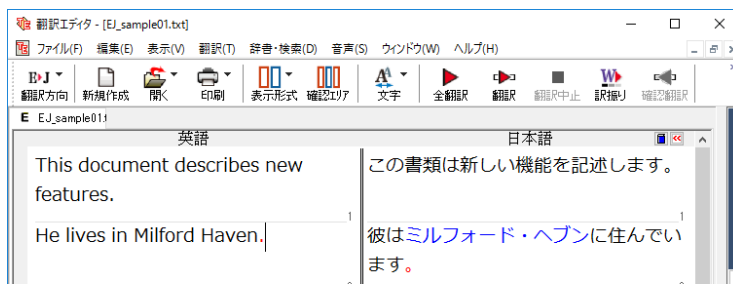 翻訳エディタ - [EJ_sample01.txt]
ファイル(F) 編集(E) 表示(V) 翻訳(T) 辞書・検索(D) 音声(S) ウインドウ(W) ヘルプ(H)
E▸J
翻訳方向 新規作成 開く 印刷 表示形式 確認エリア 文字 全翻訳 翻訳 翻訳中止 訳振り 確認翻訳
E EJ_sample01.t
英語 日本語
This document describes new
features.
1
この書類は新しい機能を記述します。
1
He lives in Milford Haven.
彼はミルフォード・ヘブンに住んでい
ます。